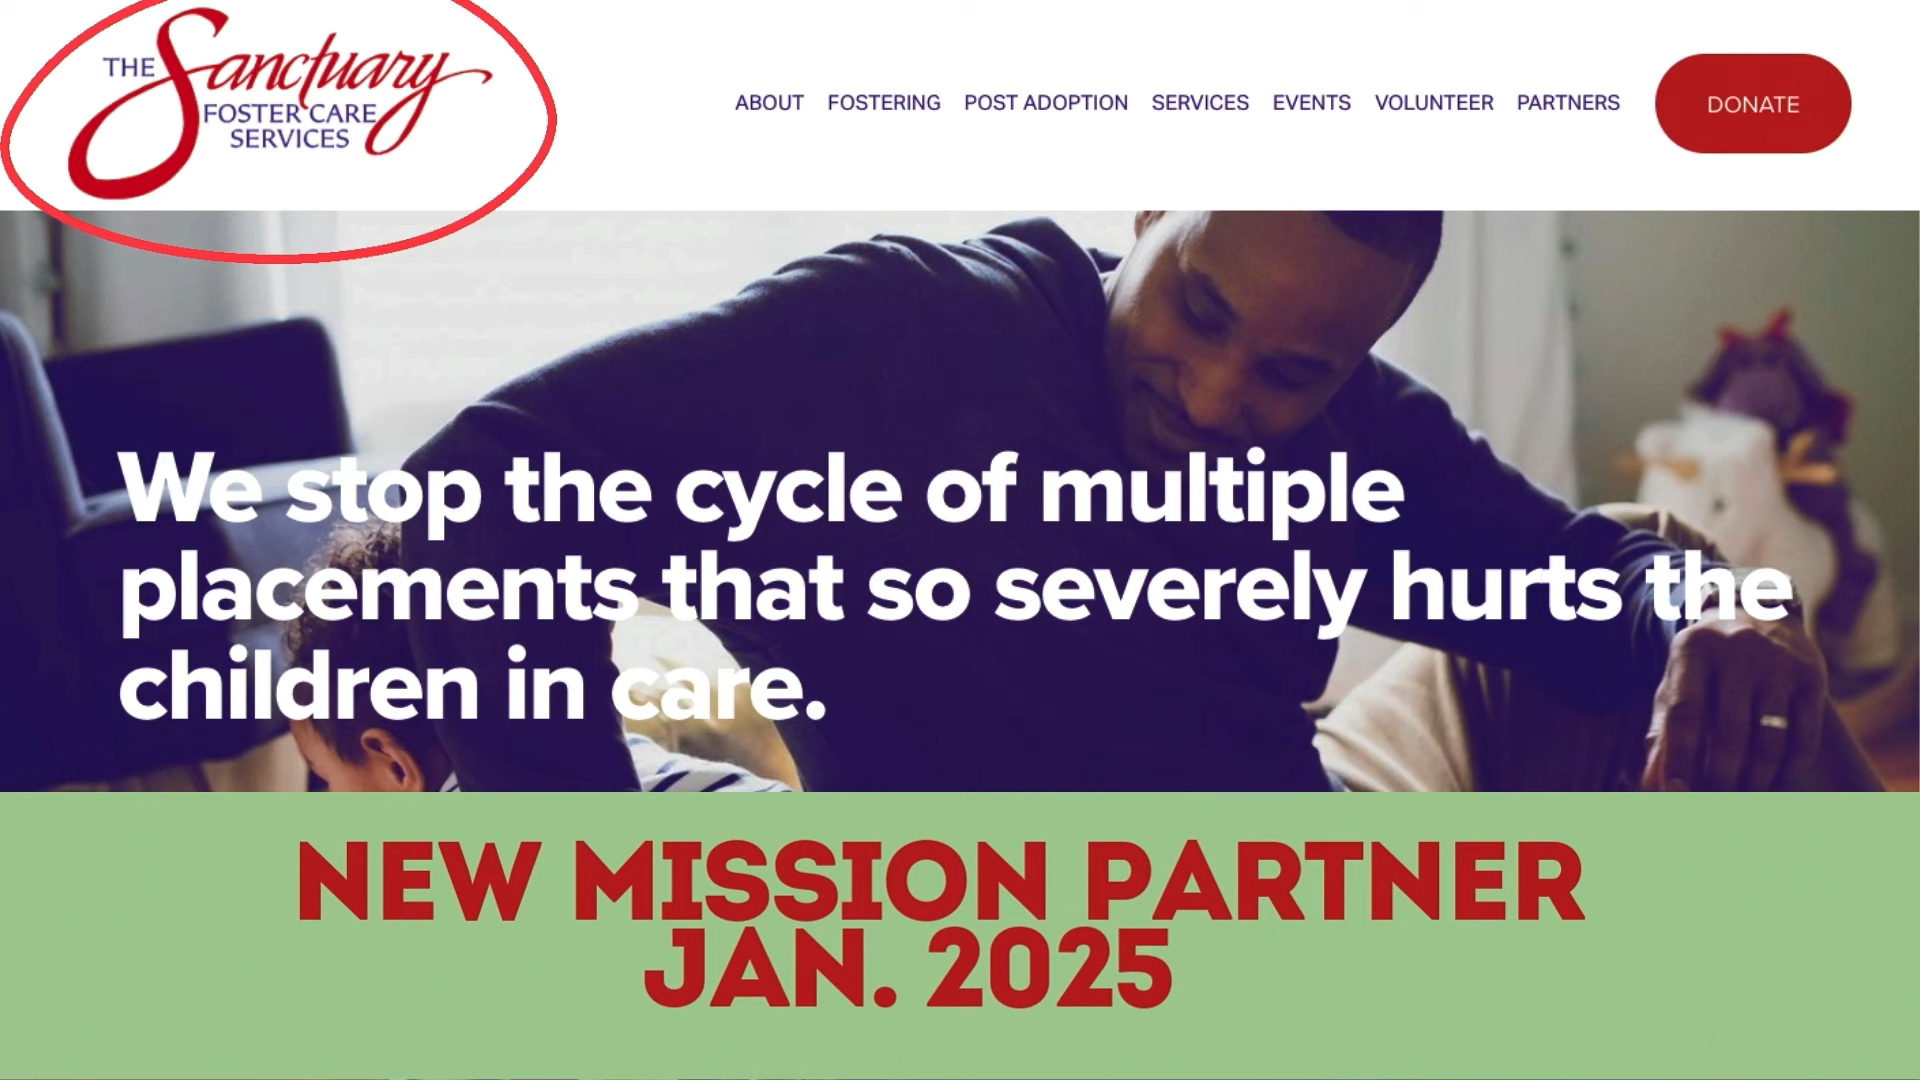 THE Sanctuary
FOSTER CARE
SERVICES
ABOUT FOSTERING POST ADOPTION SERVICES EVENTS VOLUNTEER PARTNERS DONATE
We stop the cycle of multiple
placements that so severely hurts the
children in care.
NEW MISSION PARTNER
JAN. 2025